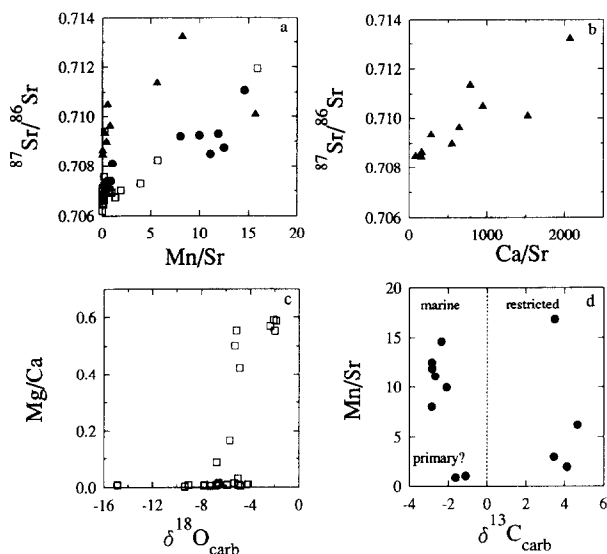 0.714
0.712
0.710
0.708
0.706
⁸⁷Sr/⁸⁶Sr
a
0 5 10 15 20
Mn/Sr
0.714
0.712
0.710
0.708
0.706
⁸⁷Sr/⁸⁶Sr
b
0 1000 2000
Ca/Sr
0.6
0.4
0.2
0.0
Mg/Ca
c
-16 -12 -8 -4 0
δ¹⁸O_carb
20
15
10
5
0
Mn/Sr
marine restricted d
primary?
-6 -4 -2 0 2 4 6
δ¹³C_carb